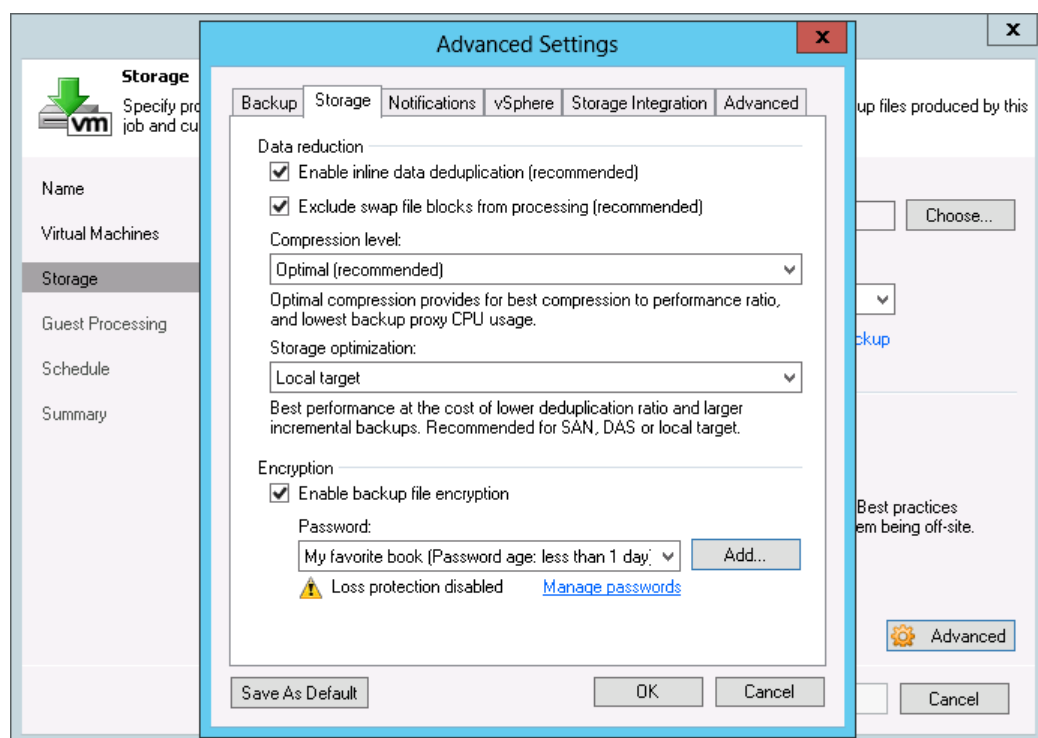 Advanced Settings
x
x
Storage
Specify pro
job and cu
up files produced by this
vm
Name
Virtual Machines
Storage
Guest Processing
Schedule
Summary
Backup
Storage
Notifications
vSphere
Storage Integration
Advanced
Data reduction
Enable inline data deduplication (recommended)
Exclude swap file blocks from processing (recommended)
Compression level:
Optimal (recommended)
Optimal compression provides for best compression to performance ratio,
and lowest backup proxy CPU usage.
Storage optimization:
Local target
Best performance at the cost of lower deduplication ratio and larger
incremental backups. Recommended for SAN, DAS or local target.
Encryption
Enable backup file encryption
Password:
My favorite book (Password age: less than 1 day)
Add...
Loss protection disabled
Manage passwords
Save As Default
OK
Cancel
Choose...
ckup
Best practices
em being off-site.
Advanced
Cancel